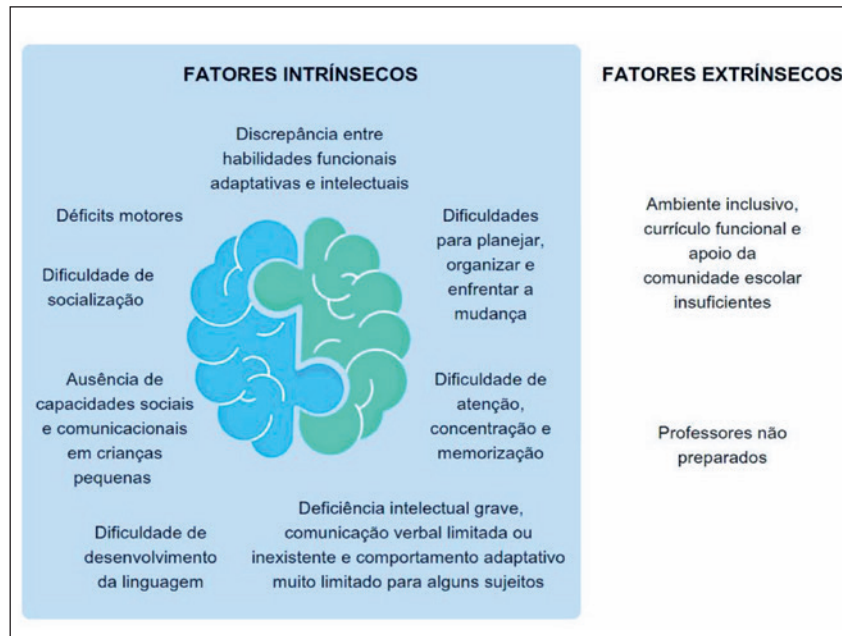 FATORES INTRÍNSECOS
Discrepância entre
habilidades funcionais
adaptativas e intelectuais
Déficits motores
Dificuldade de
socialização
Ausência de
capacidades sociais
e comunicacionais
em crianças
pequenas
Dificuldade de
desenvolvimento
da linguagem
Dificuldades
para planejar,
organizar e
enfrentar a
mudança
Dificuldade de
atenção,
concentração e
memorização
Deficiência intelectual grave,
comunicação verbal limitada ou
inexistente e comportamento adaptativo
muito limitado para alguns sujeitos
FATORES EXTRÍNSECOS
Ambiente inclusivo,
currículo funcional e
apoio da
comunidade escolar
insuficientes
Professores não
preparados